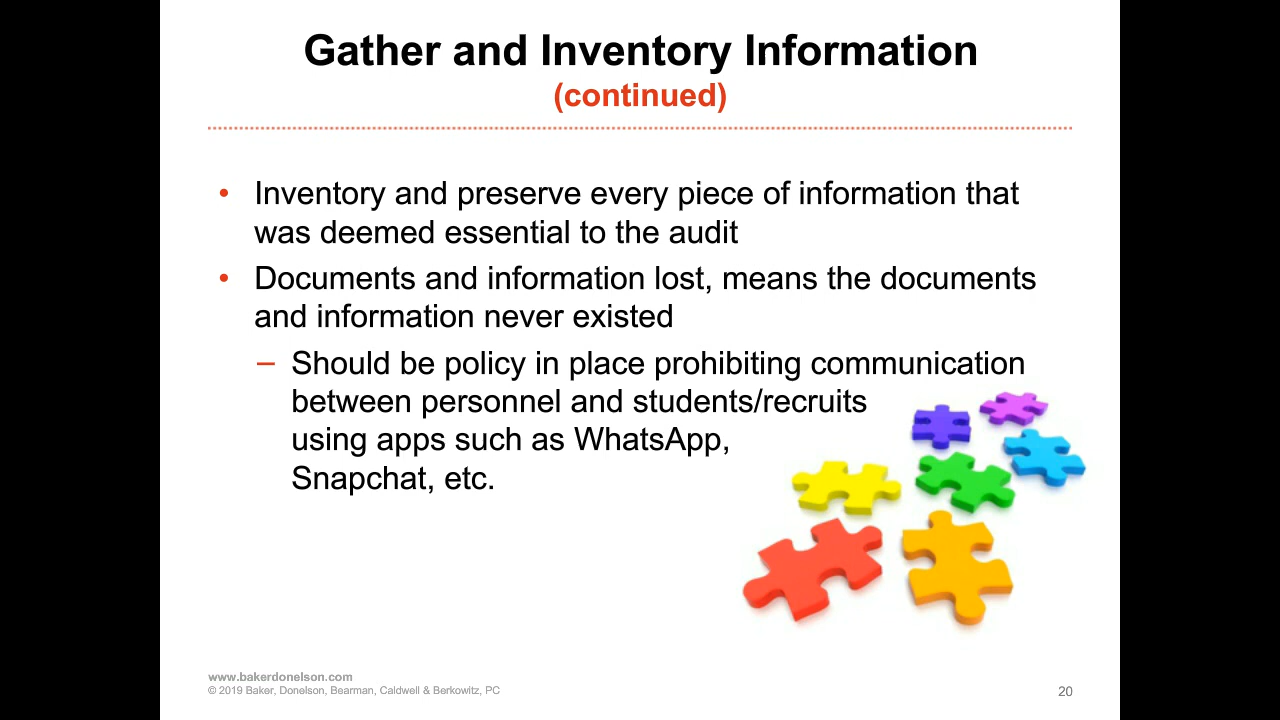 Gather and Inventory Information
(continued)
• Inventory and preserve every piece of information that
was deemed essential to the audit
• Documents and information lost, means the documents
and information never existed
– Should be policy in place prohibiting communication
between personnel and students/recruits
using apps such as WhatsApp,
Snapchat, etc.
www.bakerdonelson.com
© 2019 Baker, Donelson, Bearman, Caldwell & Berkowitz, PC
20